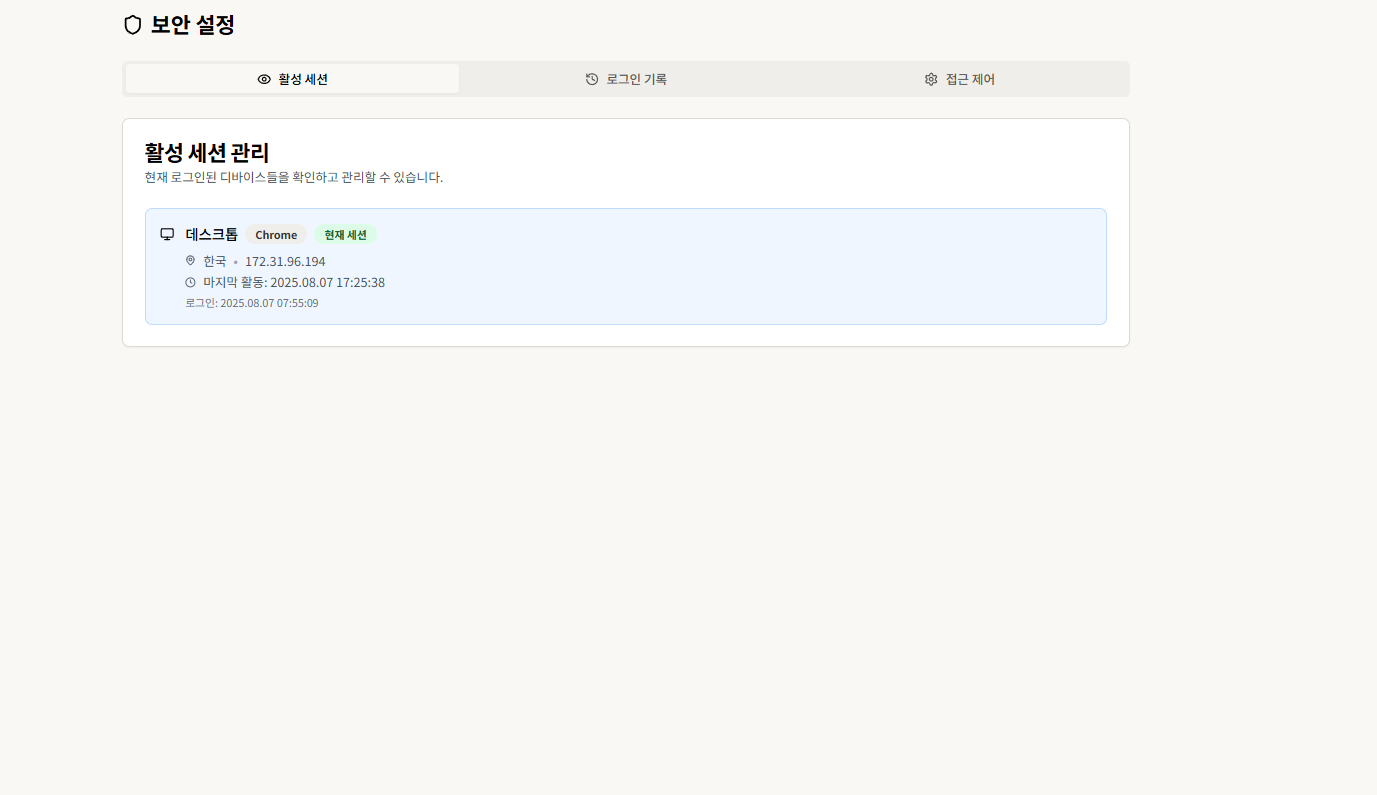 보안 설정
활성 세션
로그인 기록
접근 제어
활성 세션 관리
현재 로그인된 디바이스들을 확인하고 관리할 수 있습니다.
데스크톱 Chrome 현재 세션
한국 • 172.31.96.194
마지막 활동: 2025.08.07 17:25:38
로그인: 2025.08.07 07:55:09